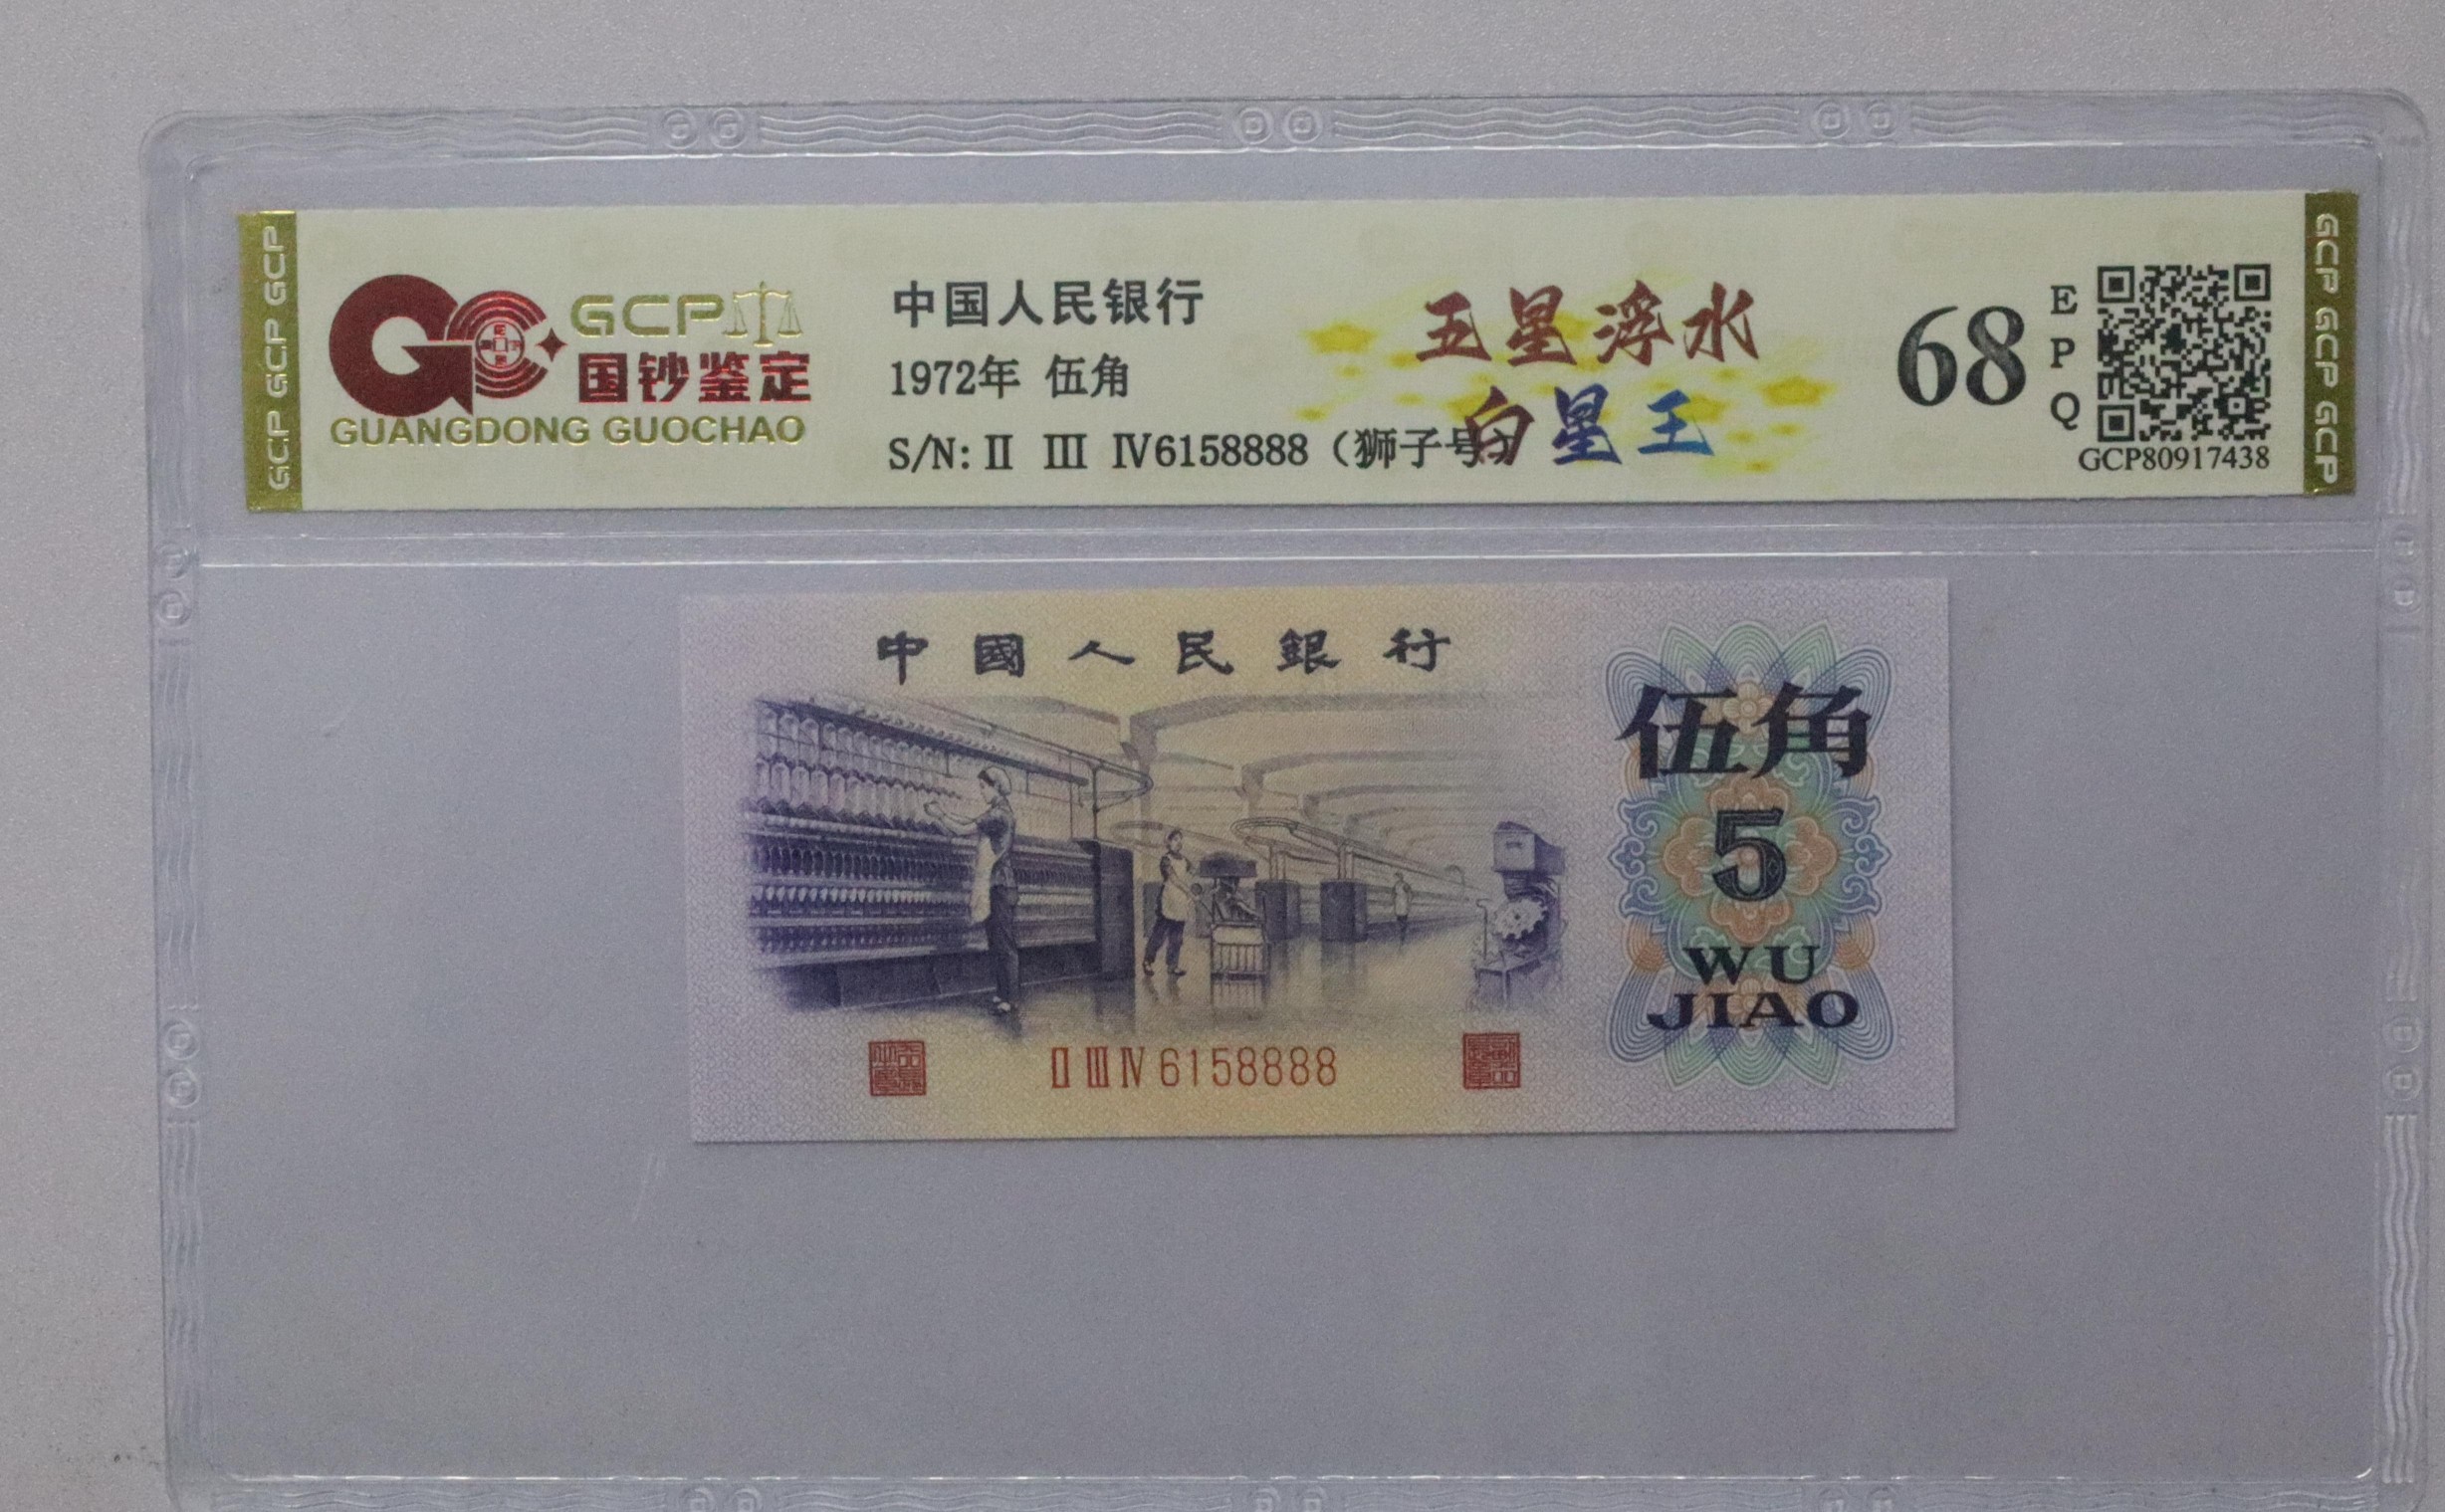 GCP GCP GCP
GCP
国钞鉴定
GUANGDONG GUOCHAO
中国人民银行
1972年 伍角
S/N: Ⅱ Ⅲ Ⅳ6158888（狮子号）
五星浮水
白星王
68
E
P
Q
GCP80917438
GCP GCP GCP GCP
中國人民銀行
伍角
5
WU
JIAO
Ⅱ Ⅲ Ⅳ 6158888